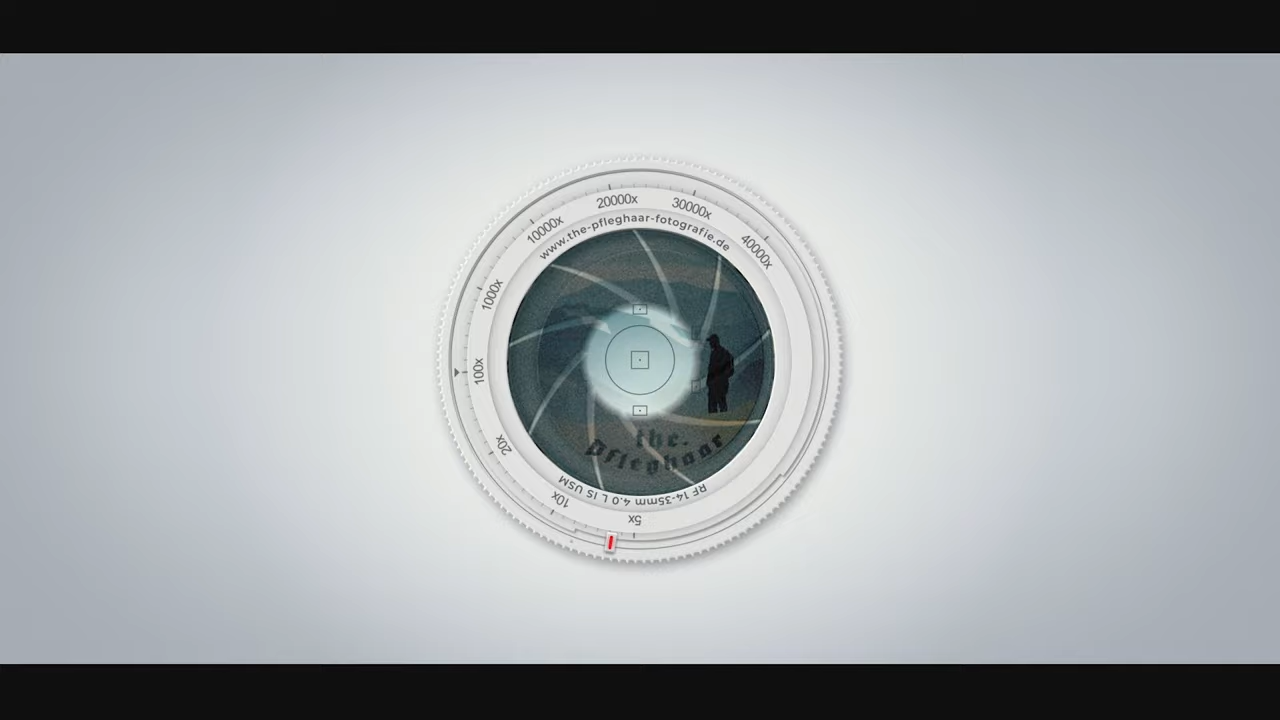 20000x
30000x
10000x
40000x
www.the-pfleghaar-fotografie.de
1000x
100x
20x
the.
Pfleghaar
10x
RF 14-35mm 4.0 L IS USM
5x